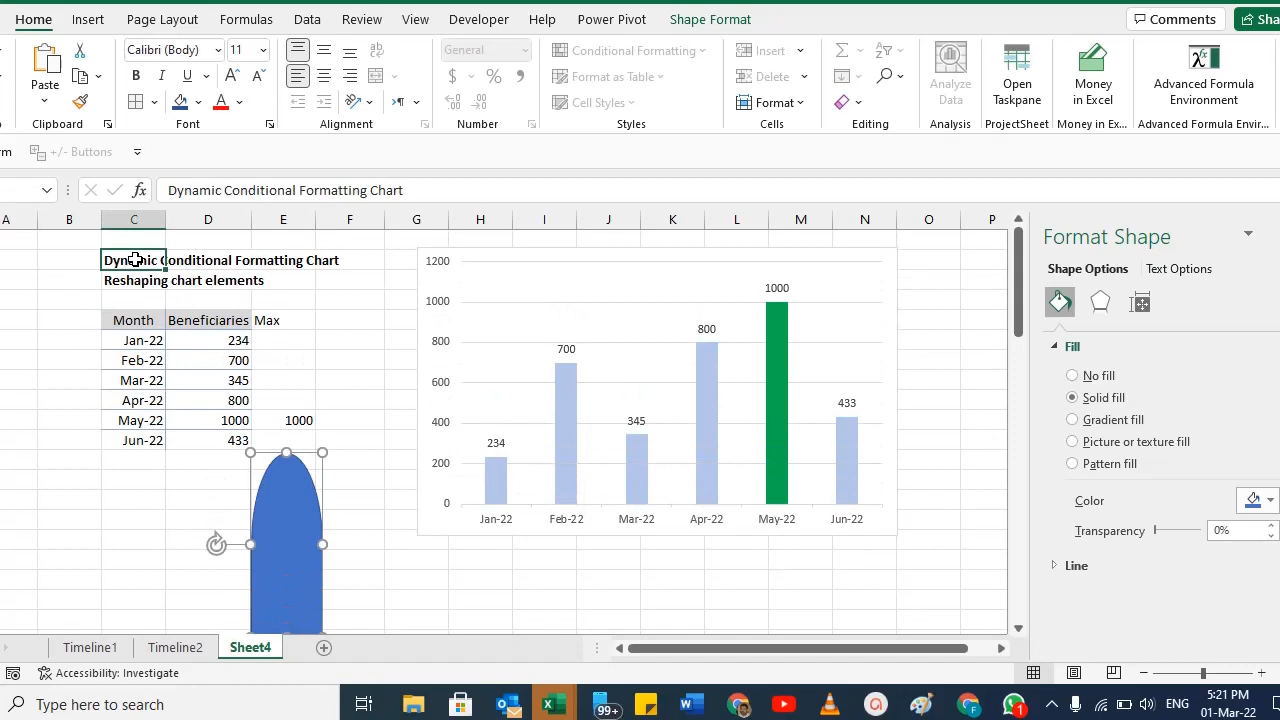 Home Insert Page Layout Formulas Data Review View Developer Help Power Pivot Shape Format Comments Sha
Paste
Calibri (Body) 11
B I U A A
Clipboard
Font
Alignment
General
$ % 9
Number
Conditional Formatting
Format as Table
Cell Styles
Styles
Insert
Delete
Format
Cells
Editing
Analyze Data
Analysis
Open Taskpane
ProjectSheet
Money in Excel
Money in Ex...
Advanced Formula Environment
Advanced Formula Envir...
rm +/- Buttons
fx Dynamic Conditional Formatting Chart
A B C D E F G H I J K L M N O P
Dynamic Conditional Formatting Chart
Reshaping chart elements
Month Beneficiaries Max
Jan-22 234
Feb-22 700
Mar-22 345
Apr-22 800
May-22 1000 1000
Jun-22 433
1200
1000
800
600
400
200
0
234
700
345
800
1000
433
Jan-22 Feb-22 Mar-22 Apr-22 May-22 Jun-22
Format Shape
Shape Options Text Options
Fill
No fill
Solid fill
Gradient fill
Picture or texture fill
Pattern fill
Color
Transparency 0%
Line
Timeline1 Timeline2 Sheet4
Accessibility: Investigate
Type here to search
99+
1
ENG
5:21 PM
01-Mar-22